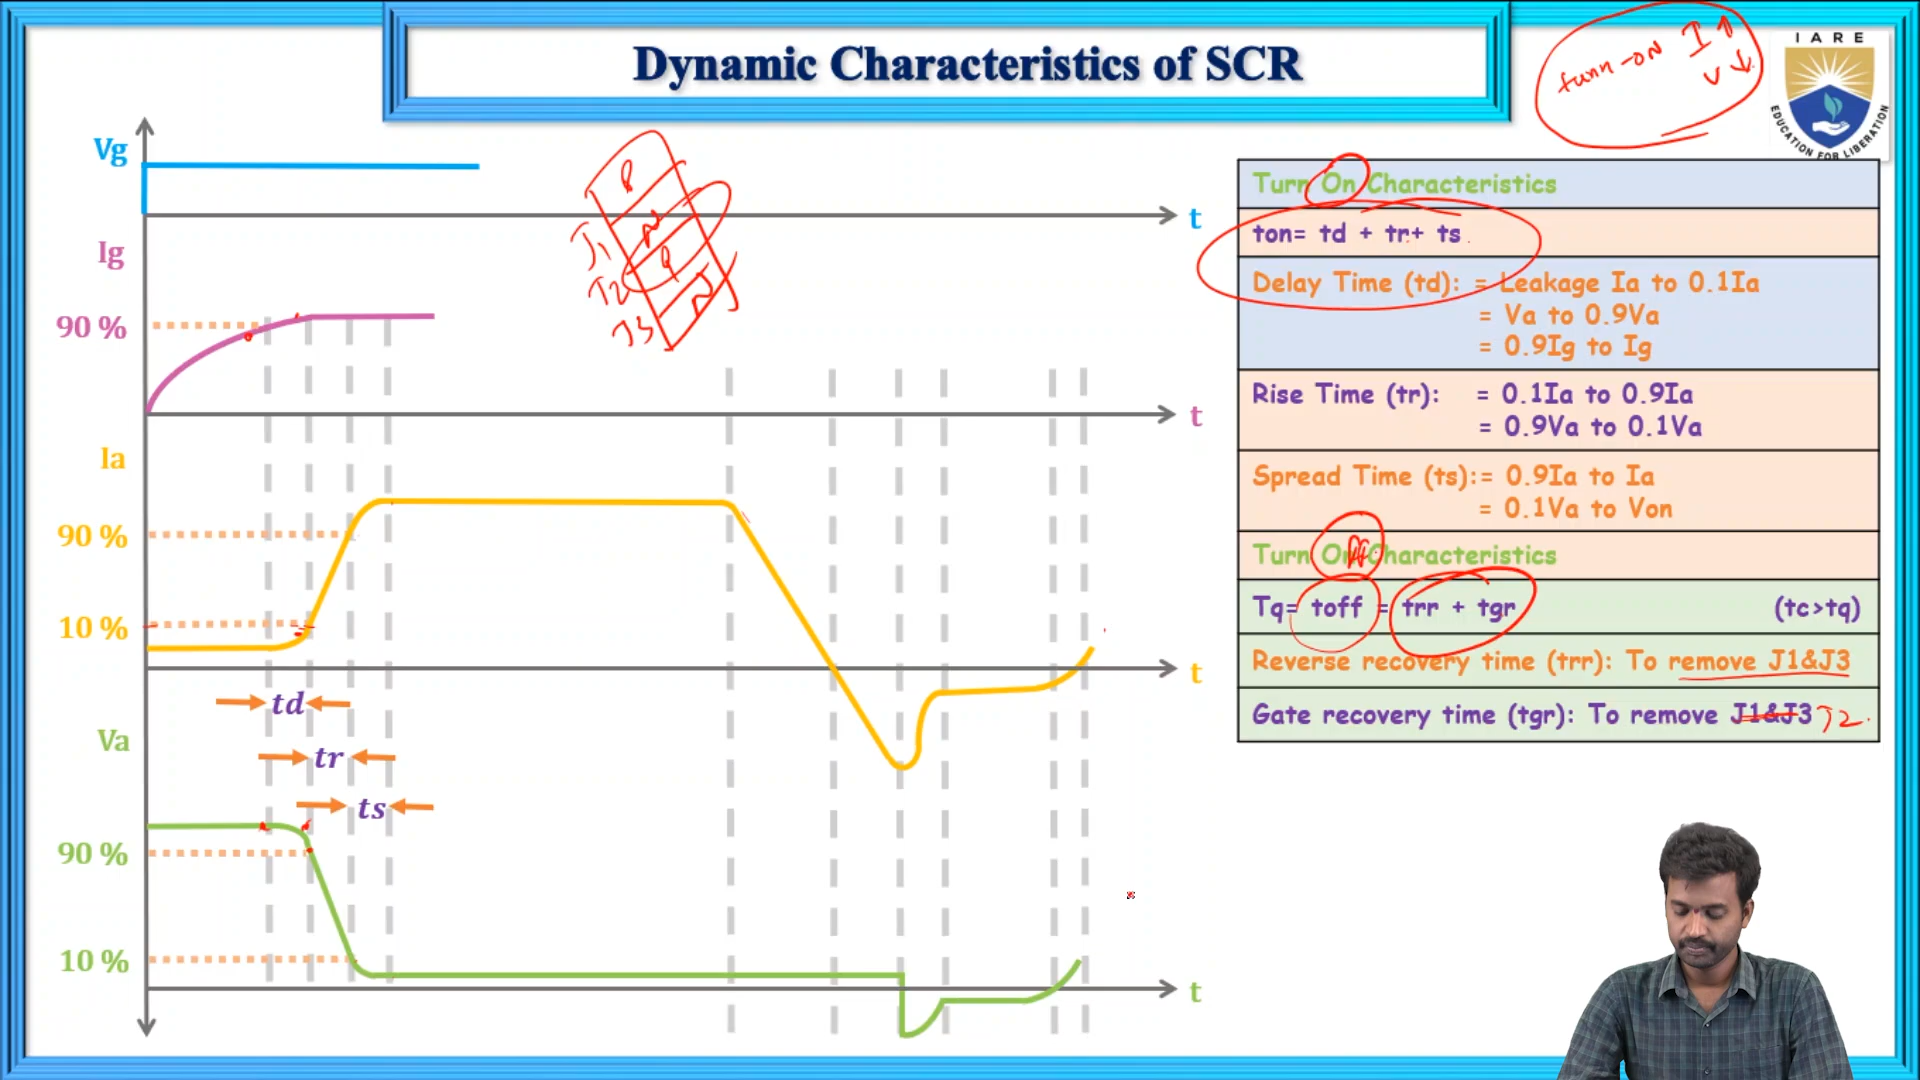 Dynamic Characteristics of SCR
turn-on I↑
V↓
I A R E
EDUCATION FOR LIBERATION
Vg
t
Ig
90 %
t
Ia
90 %
10 %
t
td
tr
ts
Va
90 %
10 %
t
P
N
P
N
J1
J2
J3
Turn On Characteristics
ton= td + tr+ ts
Delay Time (td): = Leakage Ia to 0.1Ia
= Va to 0.9Va
= 0.9Ig to Ig
Rise Time (tr): = 0.1Ia to 0.9Ia
= 0.9Va to 0.1Va
Spread Time (ts):= 0.9Ia to Ia
= 0.1Va to Von
Turn On Characteristics
Tq= toff = trr + tgr (tc>tq)
Reverse recovery time (trr): To remove J1&J3
Gate recovery time (tgr): To remove J1&J3 J2.